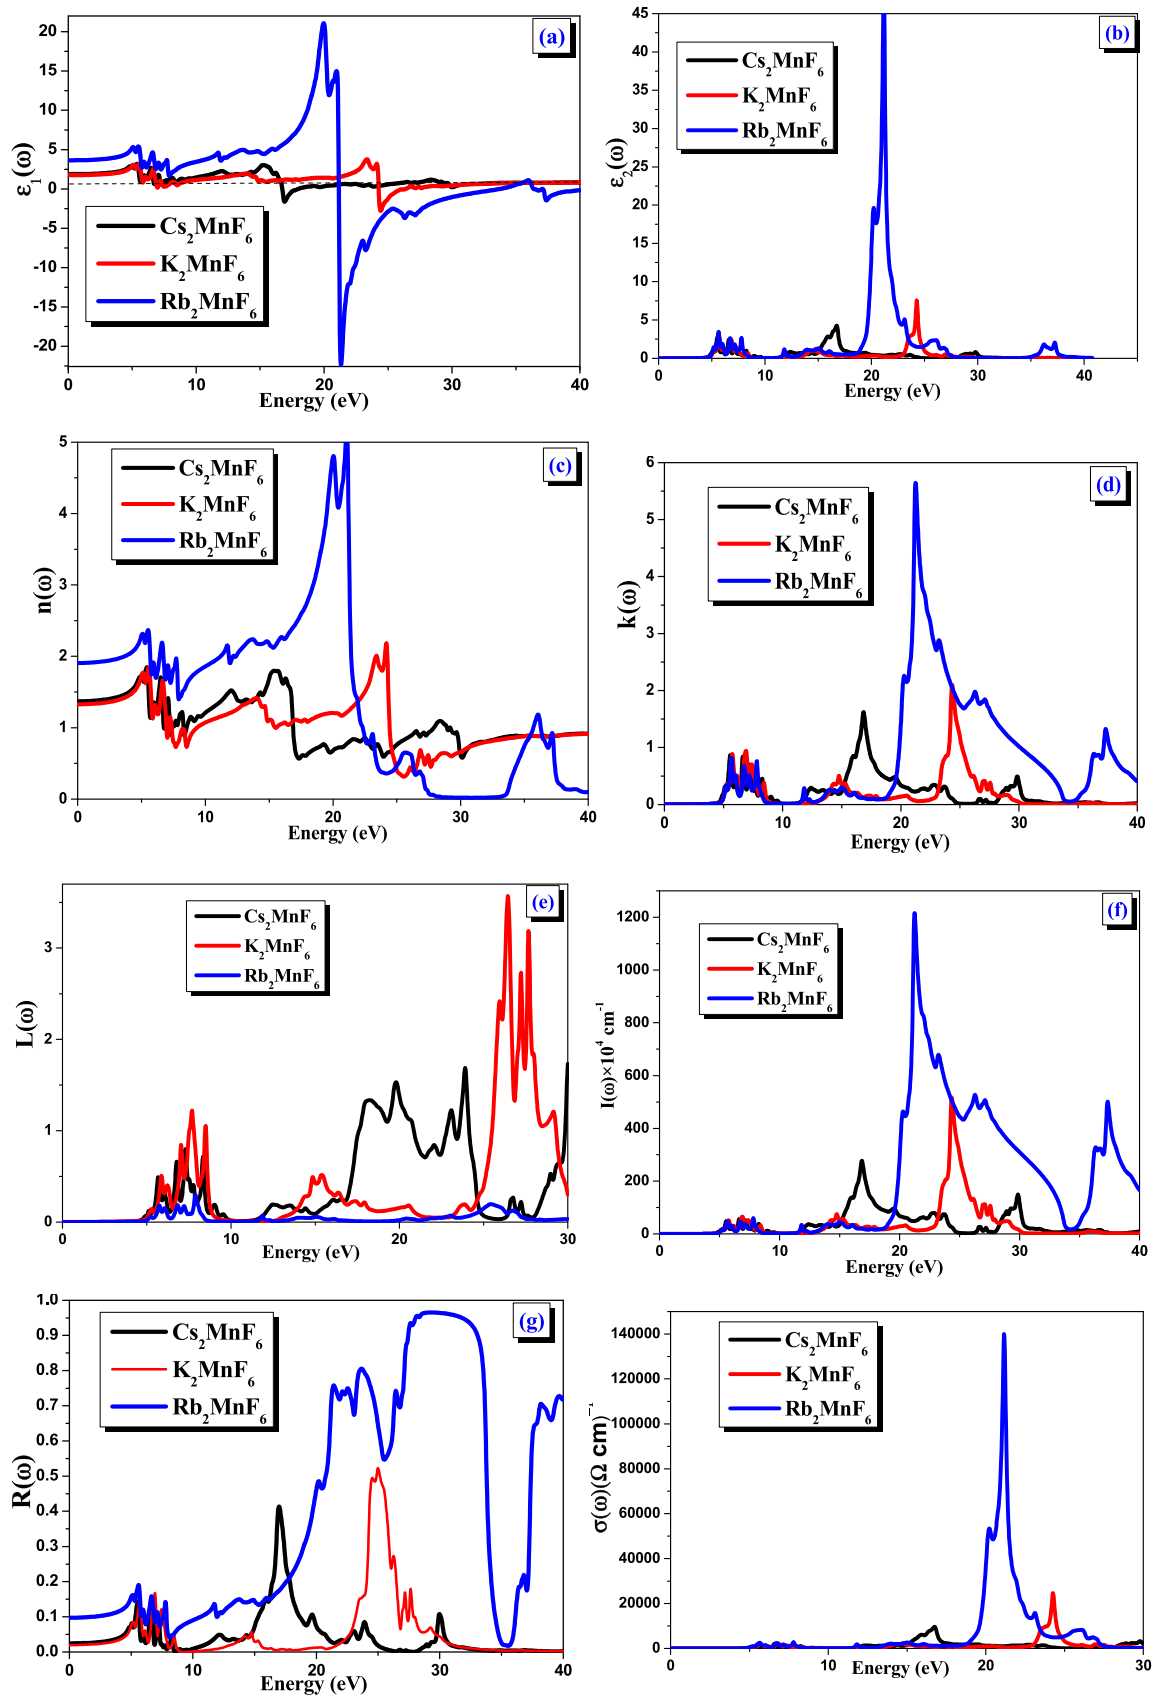 (a)
ε₁(ω)
20
15
10
5
0
-5
-10
-15
-20
Cs₂MnF₆
K₂MnF₆
Rb₂MnF₆
0 10 20 30 40
Energy (eV)
(b)
ε₂(ω)
45
40
35
30
25
20
15
10
5
0
Cs₂MnF₆
K₂MnF₆
Rb₂MnF₆
0 10 20 30 40
Energy (eV)
(c)
n(ω)
5
4
3
2
1
0
Cs₂MnF₆
K₂MnF₆
Rb₂MnF₆
0 10 20 30 40
Energy (eV)
(d)
k(ω)
6
5
4
3
2
1
0
Cs₂MnF₆
K₂MnF₆
Rb₂MnF₆
0 10 20 30 40
Energy (eV)
(e)
L(ω)
3
2
1
0
Cs₂MnF₆
K₂MnF₆
Rb₂MnF₆
10 20 30
Energy (eV)
(f)
I(ω)×10⁴ cm⁻¹
1200
1000
800
600
400
200
0
Cs₂MnF₆
K₂MnF₆
Rb₂MnF₆
0 10 20 30 40
Energy (eV)
(g)
R(ω)
1.0
0.9
0.8
0.7
0.6
0.5
0.4
0.3
0.2
0.1
0.0
Cs₂MnF₆
K₂MnF₆
Rb₂MnF₆
0 10 20 30 40
Energy (eV)
σ(ω)(Ω cm)⁻¹
140000
120000
100000
80000
60000
40000
20000
0
Cs₂MnF₆
K₂MnF₆
Rb₂MnF₆
0 10 20 30
Energy (eV)